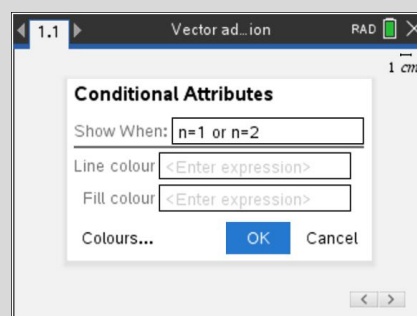 1.1 Vector ad...ion RAD
1 cm
Conditional Attributes
Show When: n=1 or n=2
Line colour <Enter expression>
Fill colour <Enter expression>
Colours... OK Cancel